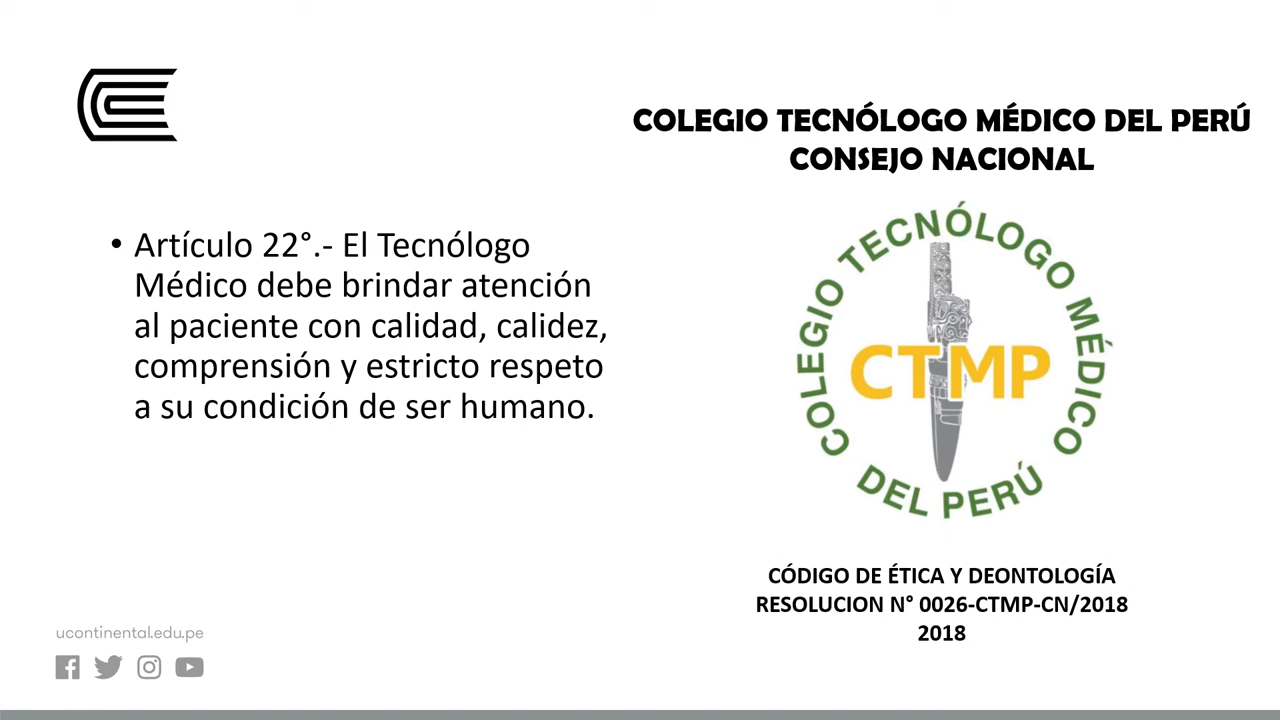 COLEGIO TECNÓLOGO MÉDICO DEL PERÚ
CONSEJO NACIONAL
• Artículo 22°.- El Tecnólogo
Médico debe brindar atención
al paciente con calidad, calidez,
comprensión y estricto respeto
a su condición de ser humano.
COLEGIO TECNÓLOGO MÉDICO
CTMP
DEL PERÚ
CÓDIGO DE ÉTICA Y DEONTOLOGÍA
RESOLUCION N° 0026-CTMP-CN/2018
2018
ucontinental.edu.pe